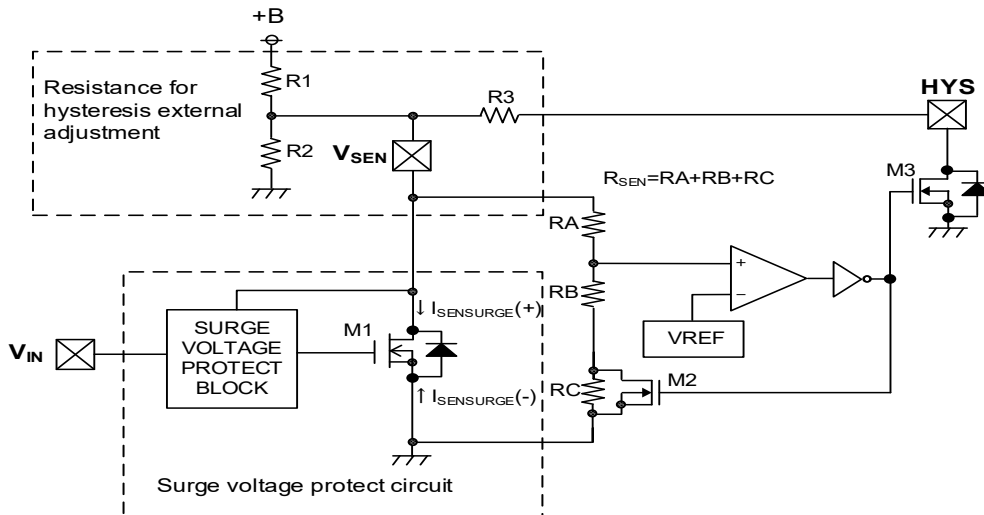 +B
Resistance for
hysteresis external
adjustment
R1
R2
R3
VSEN
HYS
M3
RSEN=RA+RB+RC
RA
RB
RC
+
−
VREF
M2
VIN
SURGE
VOLTAGE
PROTECT
BLOCK
M1
↓ ISENSURGE(+)
↑ ISENSURGE(-)
Surge voltage protect circuit